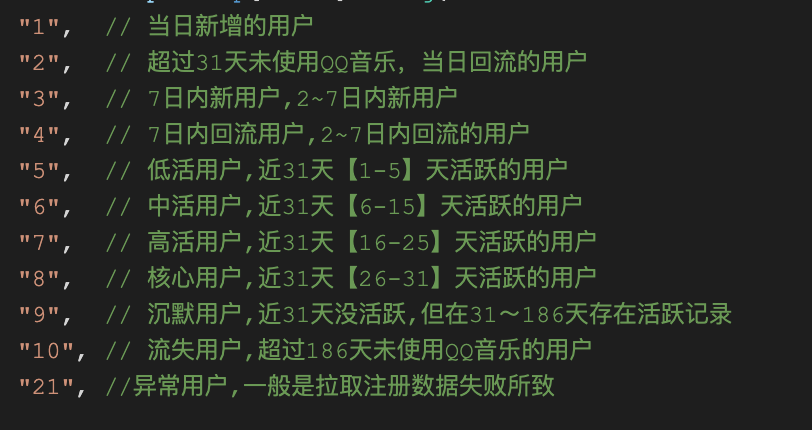 "1",  // 当日新增的用户
"2",  // 超过31天未使用QQ音乐，当日回流的用户
"3",  // 7日内新用户,2~7日内新用户
"4",  // 7日内回流用户,2~7日内回流的用户
"5",  // 低活用户,近31天【1-5】天活跃的用户
"6",  // 中活用户,近31天【6-15】天活跃的用户
"7",  // 高活用户,近31天【16-25】天活跃的用户
"8",  // 核心用户,近31天【26-31】天活跃的用户
"9",  // 沉默用户,近31天没活跃,但在31～186天存在活跃记录
"10", // 流失用户,超过186天未使用QQ音乐的用户
"21", //异常用户,一般是拉取注册数据失败所致